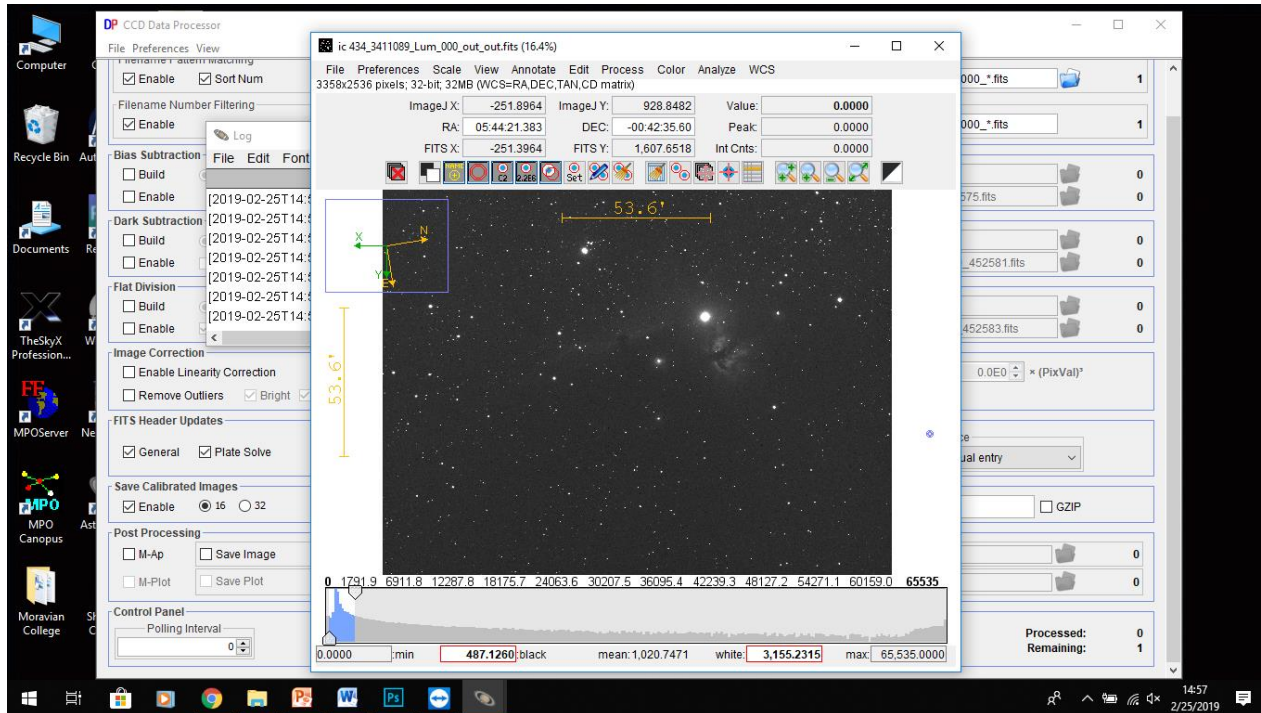 Computer
Recycle Bin
Documents
TheSkyX
Profession...
MPOServer
MPO
Canopus
Moravian
College
DP CCD Data Processor
File Preferences View
Enable Sort Num
000_*.fits 1
Filename Number Filtering
Enable
000_*.fits 1
Bias Subtraction
Build
0
Enable
575.fits 0
Dark Subtraction
Build
0
Enable
_452581.fits 0
Flat Division
Build
0
Enable
452583.fits 0
Image Correction
Enable Linearity Correction
0.0E0 × (PixVal)³
Remove Outliers Bright
FITS Header Updates
General Plate Solve
ual entry
Save Calibrated Images
Enable 16 32
GZIP
Post Processing
M-Ap Save Image
0
M-Plot Save Plot
0
Control Panel
Polling Interval
0
Processed: 0
Remaining: 1
Log
File Edit Font
[2019-02-25T14:5
[2019-02-25T14:5
[2019-02-25T14:5
[2019-02-25T14:5
[2019-02-25T14:5
[2019-02-25T14:5
[2019-02-25T14:5
ic 434_3411089_Lum_000_out_out.fits (16.4%)
File Preferences Scale View Annotate Edit Process Color Analyze WCS
3358x2536 pixels; 32-bit; 32MB (WCS=RA,DEC,TAN,CD matrix)
ImageJ X: -251.8964 ImageJ Y: 928.8482 Value: 0.0000
RA: 05:44:21.383 DEC: -00:42:35.60 Peak: 0.0000
FITS X: -251.3964 FITS Y: 1,607.6518 Int Cnts: 0.0000
C2 2.2E6 Set
53.6'
X N
Y E
53.6'
0 1791.9 6911.8 12287.8 18175.7 24063.6 30207.5 36095.4 42239.3 48127.2 54271.1 60159.0 65535
0.0000 :min 487.1260 :black mean: 1,020.7471 white: 3,155.2315 max: 65,535.0000
14:57
2/25/2019